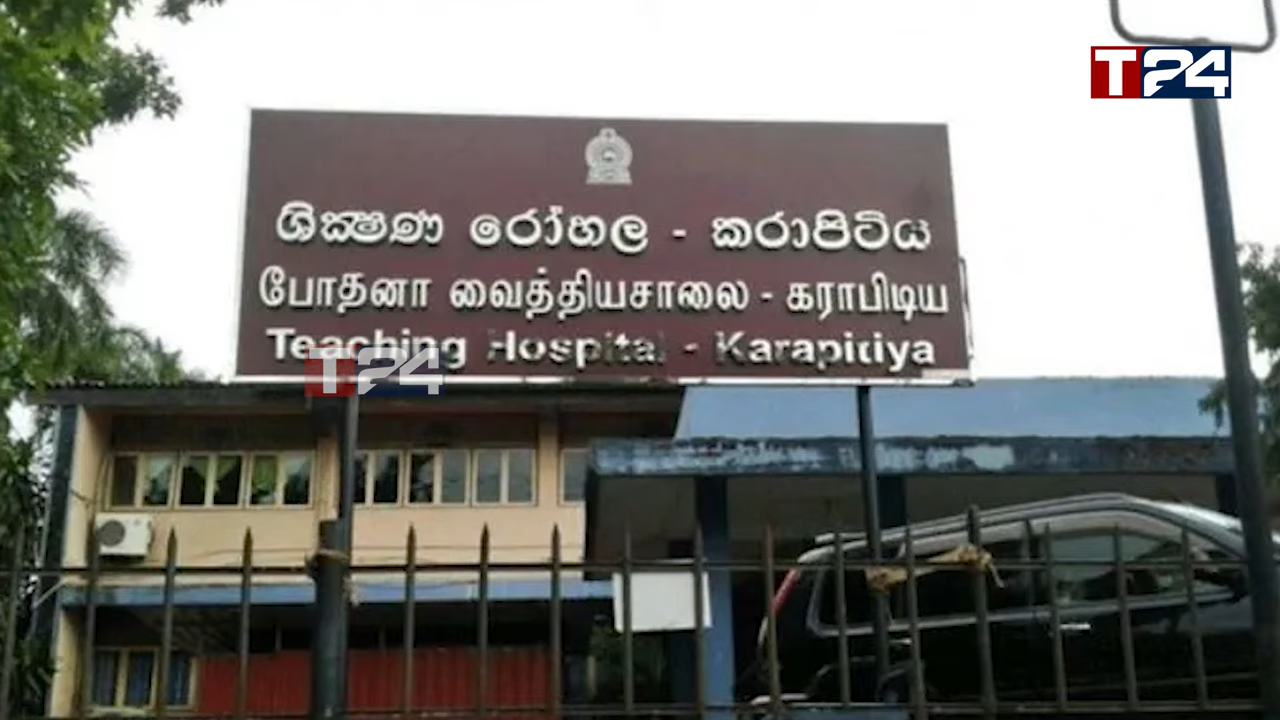 T24
ශික්ෂණ රෝහල - කරාපිටිය
போதனா வைத்தியசாலை - கராபிடிய
Teaching Hospital - Karapitiya
T24